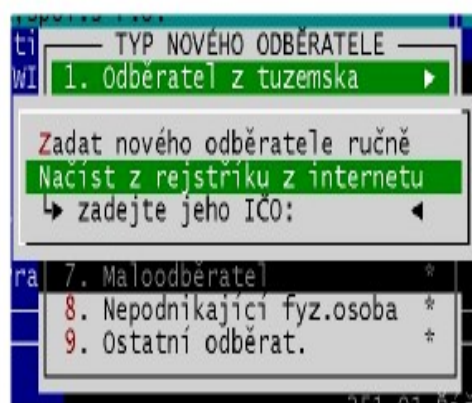 TYP NOVÉHO ODBĚRATELE
1. Odběratel z tuzemska
Zadat nového odběratele ručně
Načíst z rejstříku z internetu
zadejte jeho IČO:
7. Maloodběratel *
8. Nepodnikající fyz.osoba *
9. Ostatní odběrat. *